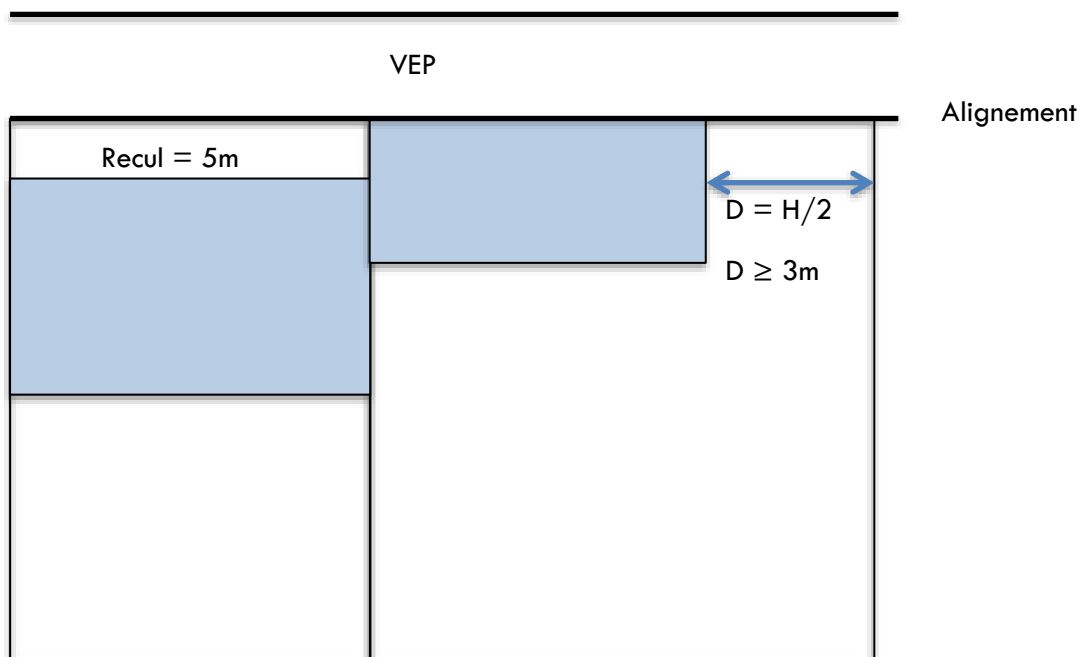 VEP
Alignement
Recul = 5m
D = H/2
D ≥ 3m